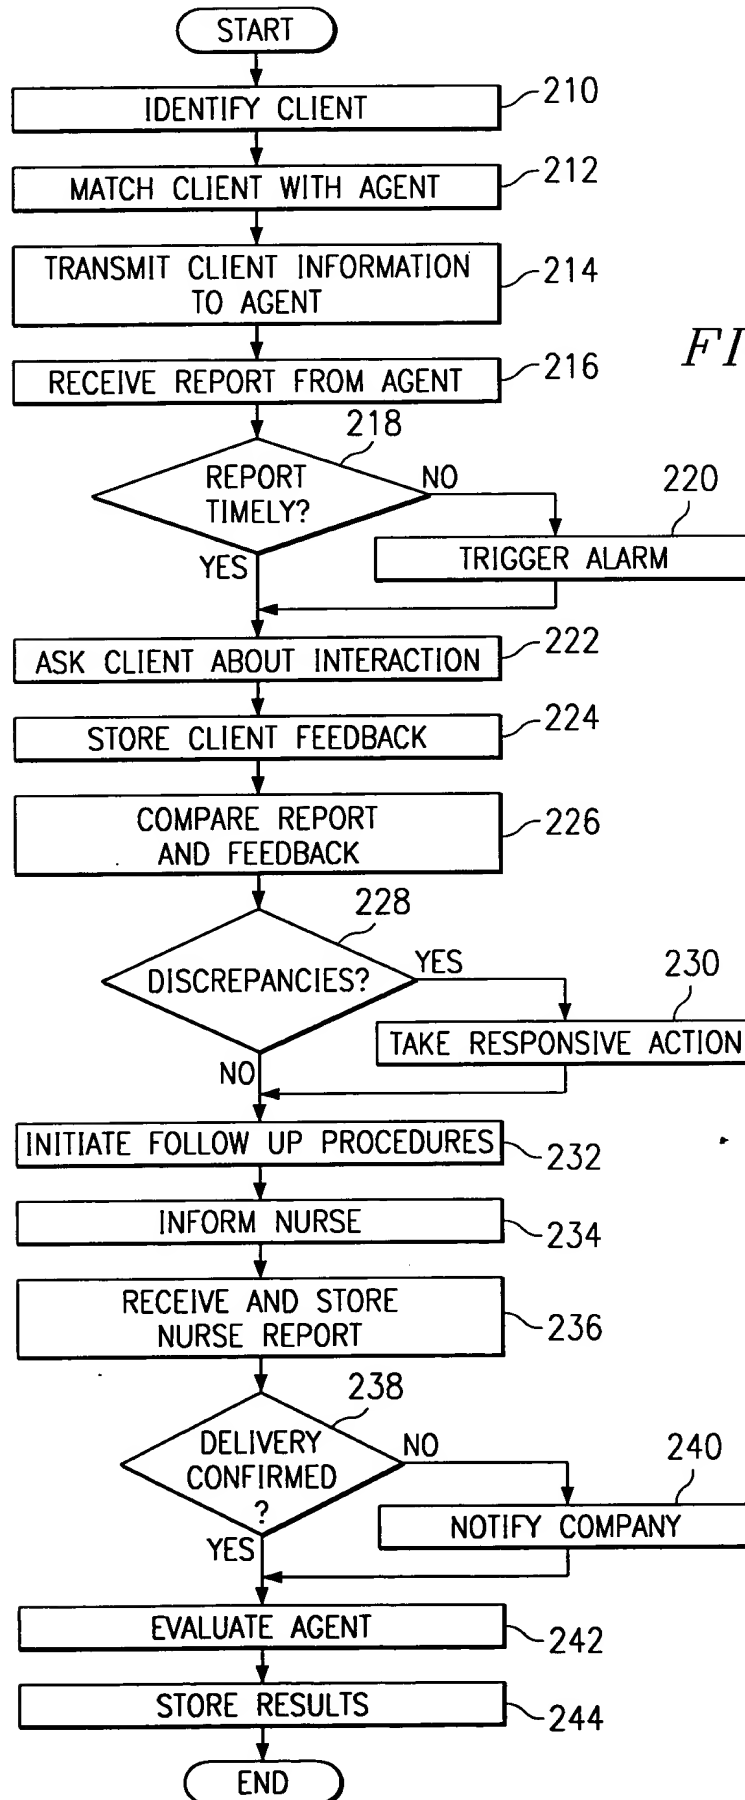 START
IDENTIFY CLIENT
210
MATCH CLIENT WITH AGENT
212
TRANSMIT CLIENT INFORMATION
TO AGENT
214
FI
RECEIVE REPORT FROM AGENT
216
218
REPORT
TIMELY?
NO
220
TRIGGER ALARM
YES
ASK CLIENT ABOUT INTERACTION
222
STORE CLIENT FEEDBACK
224
COMPARE REPORT
AND FEEDBACK
226
228
DISCREPANCIES?
YES
230
TAKE RESPONSIVE ACTION
NO
INITIATE FOLLOW UP PROCEDURES
232
INFORM NURSE
234
RECEIVE AND STORE
NURSE REPORT
236
238
DELIVERY
CONFIRMED
?
NO
240
NOTIFY COMPANY
YES
EVALUATE AGENT
242
STORE RESULTS
244
END